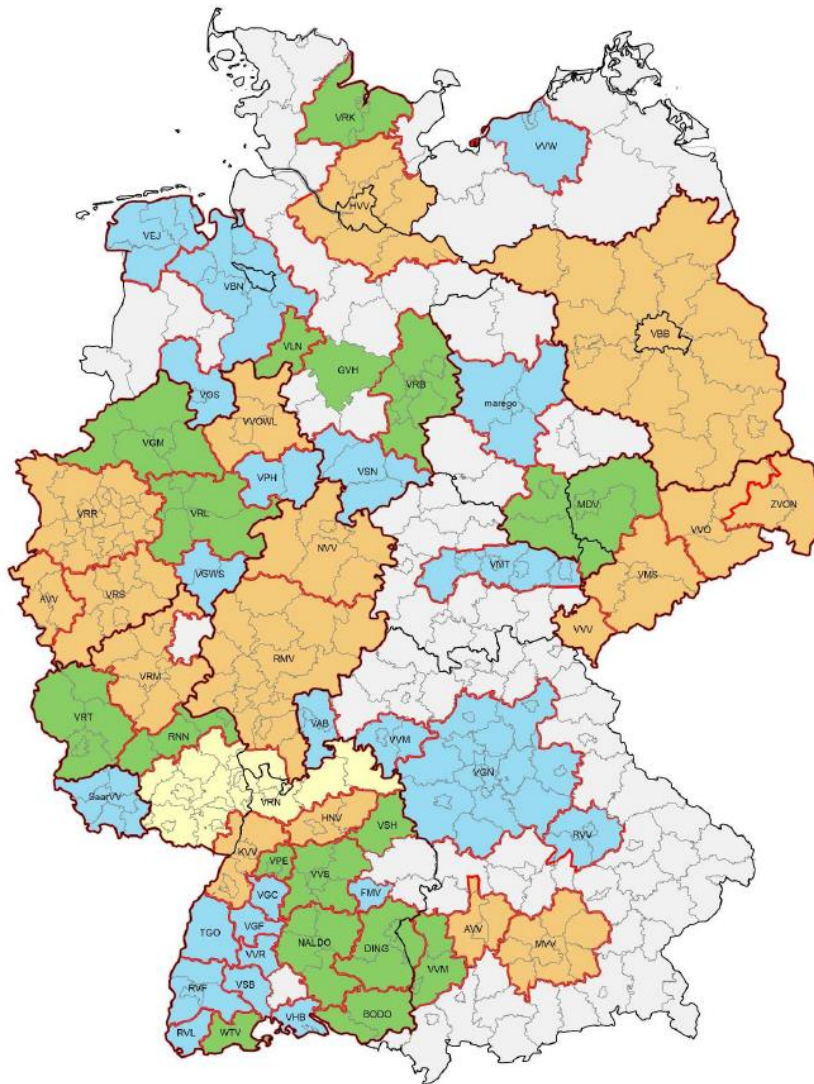 VRK
VVW
HVV
VEJ
VBN
VBB
VLN
GVH
VRB
VOS
VVOWL
marego
VGM
VPH
VSN
VRR
VRL
MDV
VVO
ZVON
NVV
AVV
VRS
VGWS
VMT
VMS
VVV
VRM
RMV
VRT
RNN
VAB
VVM
VGN
SaarVV
VRN
HNV
VSH
RVV
KVV
VPE
VVS
VGC
FMV
TGO
VGF
NALDO
DING
AVV
MVV
VVR
VVM
RVF
VSB
RVL
WTV
VHB
BODO